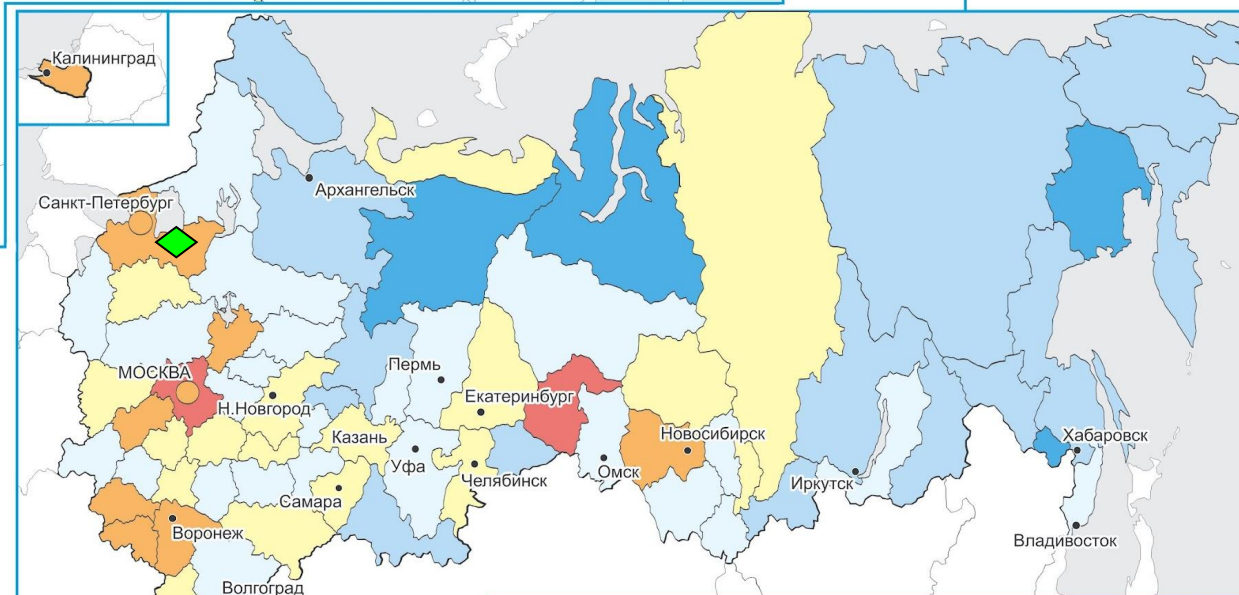 Калининград
Архангельск
Санкт-Петербург
МОСКВА
Пермь
Екатеринбург
Н.Новгород
Казань
Новосибирск
Хабаровск
Уфа
Омск
Челябинск
Иркутск
Самара
Воронеж
Владивосток
Волгоград